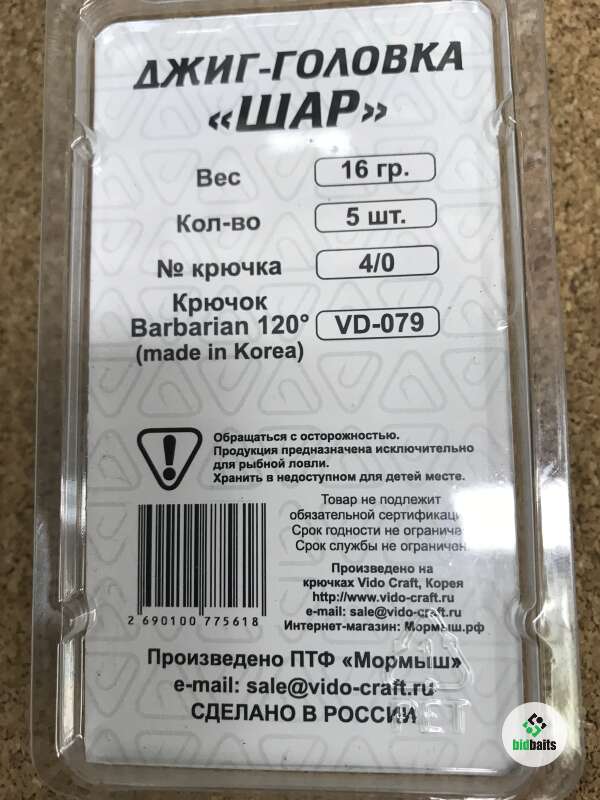 ДЖИГ-ГОЛОВКА
«ШАР»
Вес 16 гр.
Кол-во 5 шт.
№ крючка 4/0
Крючок
Barbarian 120° VD-079
(made in Korea)
Обращаться с осторожностью.
Продукция предназначена исключительно
для рыбной ловли.
Хранить в недоступном для детей месте.
Товар не подлежит
обязательной
Срок годности не
Срок службы не ограничен
Произведено на
крючках Vido Craft, Корея
http://www.vido-craft.ru
e-mail: sale@vido-craft.ru
Интернет-магазин: Мормыш.рф
2 690100 775618
Произведено ПТФ «Мормыш»
e-mail: sale@vido-craft.ru
СДЕЛАНО В РОССИИ
PET
bidbaits